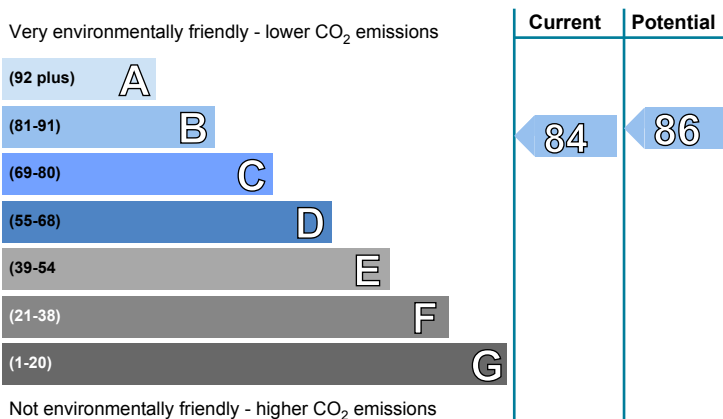 Current Potential
Very environmentally friendly - lower CO2 emissions
(92 plus) A
(81-91) B 84 86
(69-80) C
(55-68) D
(39-54 E
(21-38) F
(1-20) G
Not environmentally friendly - higher CO2 emissions